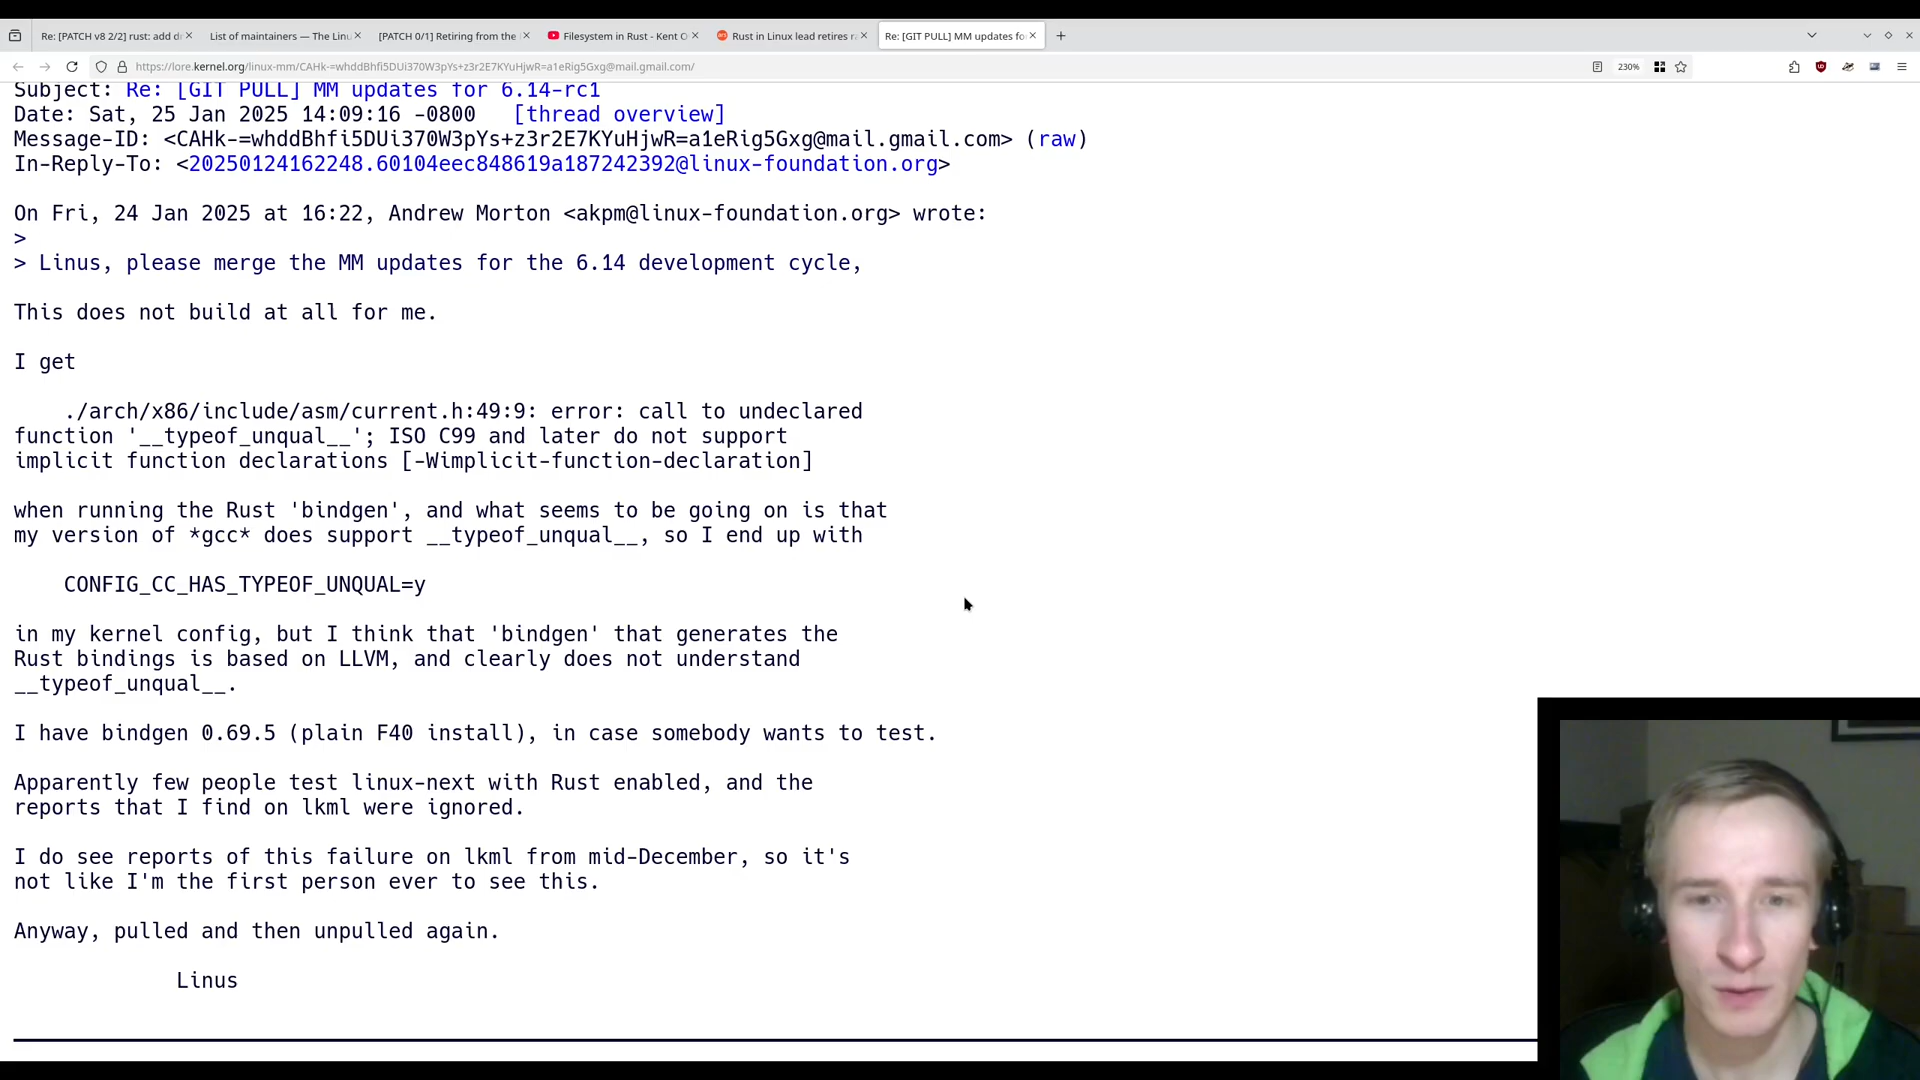 Re: [PATCH v8 2/2] rust: add d
List of maintainers — The Linu
[PATCH 0/1] Retiring from the
Filesystem in Rust - Kent O
Rust in Linux lead retires ra
Re: [GIT PULL] MM updates fo
https://lore.kernel.org/linux-mm/CAHk-=whddBhfi5DUi370W3pYs+z3r2E7KYuHjwR=a1eRig5Gxg@mail.gmail.com/
230%
Subject: Re: [GIT PULL] MM updates for 6.14-rc1
Date: Sat, 25 Jan 2025 14:09:16 -0800 [thread overview]
Message-ID: <CAHk-=whddBhfi5DUi370W3pYs+z3r2E7KYuHjwR=a1eRig5Gxg@mail.gmail.com> (raw)
In-Reply-To: <20250124162248.60104eec848619a187242392@linux-foundation.org>
On Fri, 24 Jan 2025 at 16:22, Andrew Morton <akpm@linux-foundation.org> wrote:
>
> Linus, please merge the MM updates for the 6.14 development cycle,
This does not build at all for me.
I get
./arch/x86/include/asm/current.h:49:9: error: call to undeclared
function '__typeof_unqual__'; ISO C99 and later do not support
implicit function declarations [-Wimplicit-function-declaration]
when running the Rust 'bindgen', and what seems to be going on is that
my version of *gcc* does support __typeof_unqual__, so I end up with
CONFIG_CC_HAS_TYPEOF_UNQUAL=y
in my kernel config, but I think that 'bindgen' that generates the
Rust bindings is based on LLVM, and clearly does not understand
__typeof_unqual__.
I have bindgen 0.69.5 (plain F40 install), in case somebody wants to test.
Apparently few people test linux-next with Rust enabled, and the
reports that I find on lkml were ignored.
I do see reports of this failure on lkml from mid-December, so it's
not like I'm the first person ever to see this.
Anyway, pulled and then unpulled again.
Linus